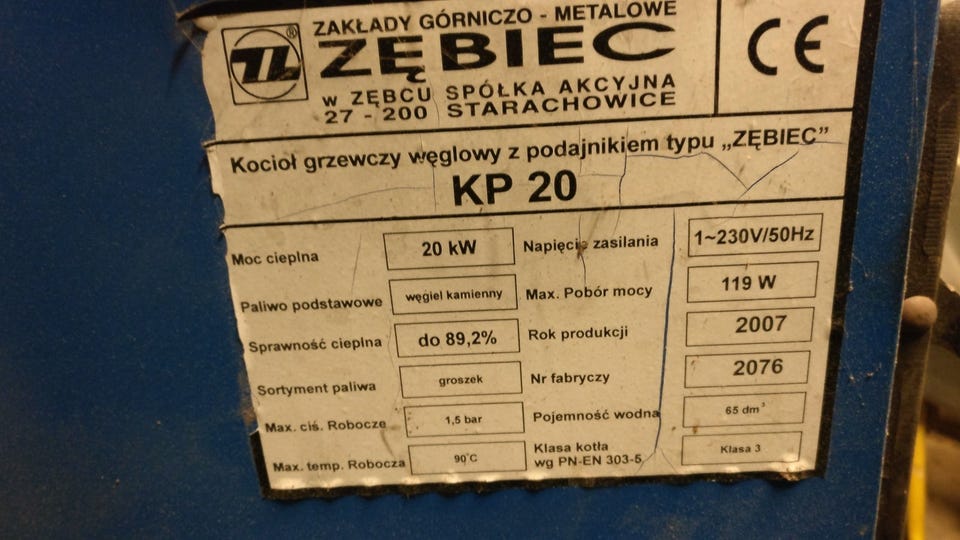 ZAKŁADY GÓRNICZO - METALOWE
ZĘBIEC
W ZĘBCU SPÓŁKA AKCYJNA
27 - 200 STARACHOWICE
®
CE
Kocioł grzewczy węglowy z podajnikiem typu „ZĘBIEC”
KP 20
Moc cieplna 20 kW Napięcie zasilania 1~230V/50Hz
Paliwo podstawowe węgiel kamienny Max. Pobór mocy 119 W
Sprawność cieplna do 89,2% Rok produkcji 2007
Sortyment paliwa groszek Nr fabryczy 2076
Max. ciś. Robocze 1,5 bar Pojemność wodna 65 dm³
Max. temp. Robocza 90°C Klasa kotła
wg PN-EN 303-5 Klasa 3